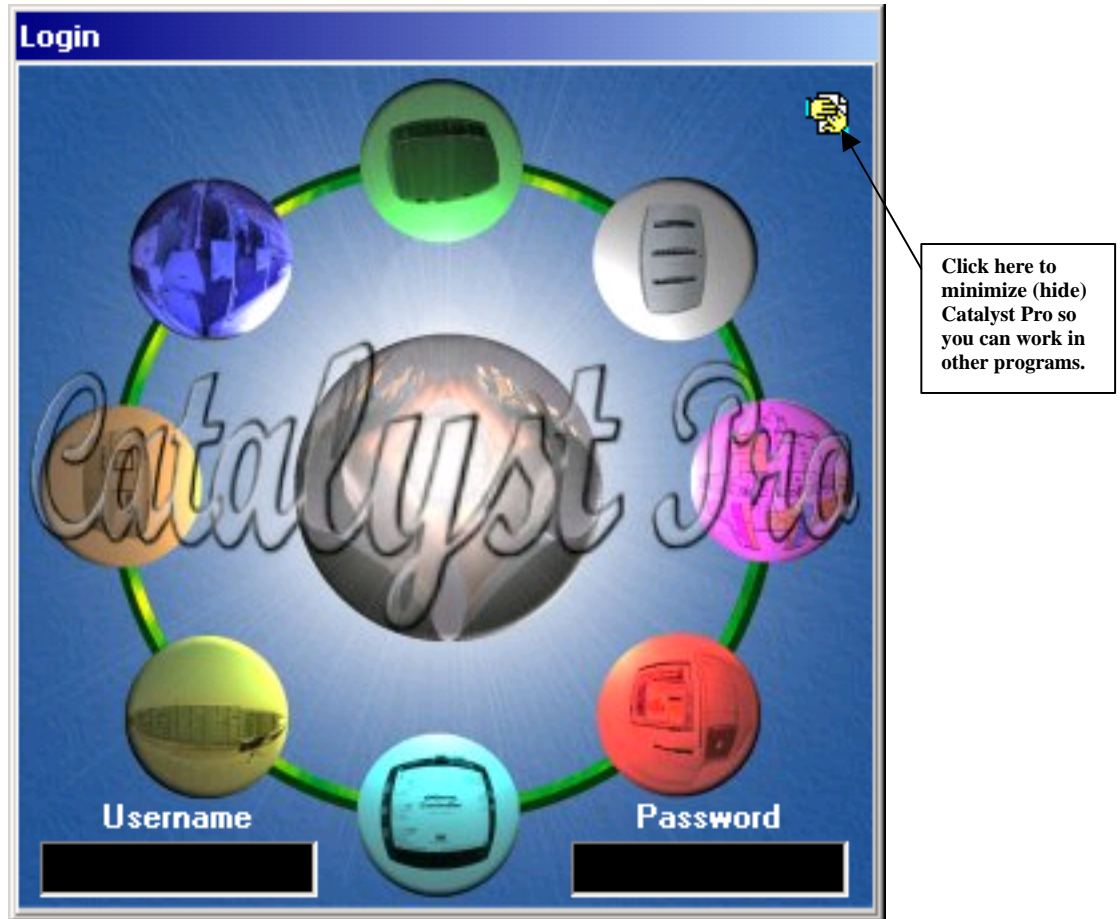 Login
Catalyst Pro
Click here to
minimize (hide)
Catalyst Pro so
you can work in
other programs.
Username
Password